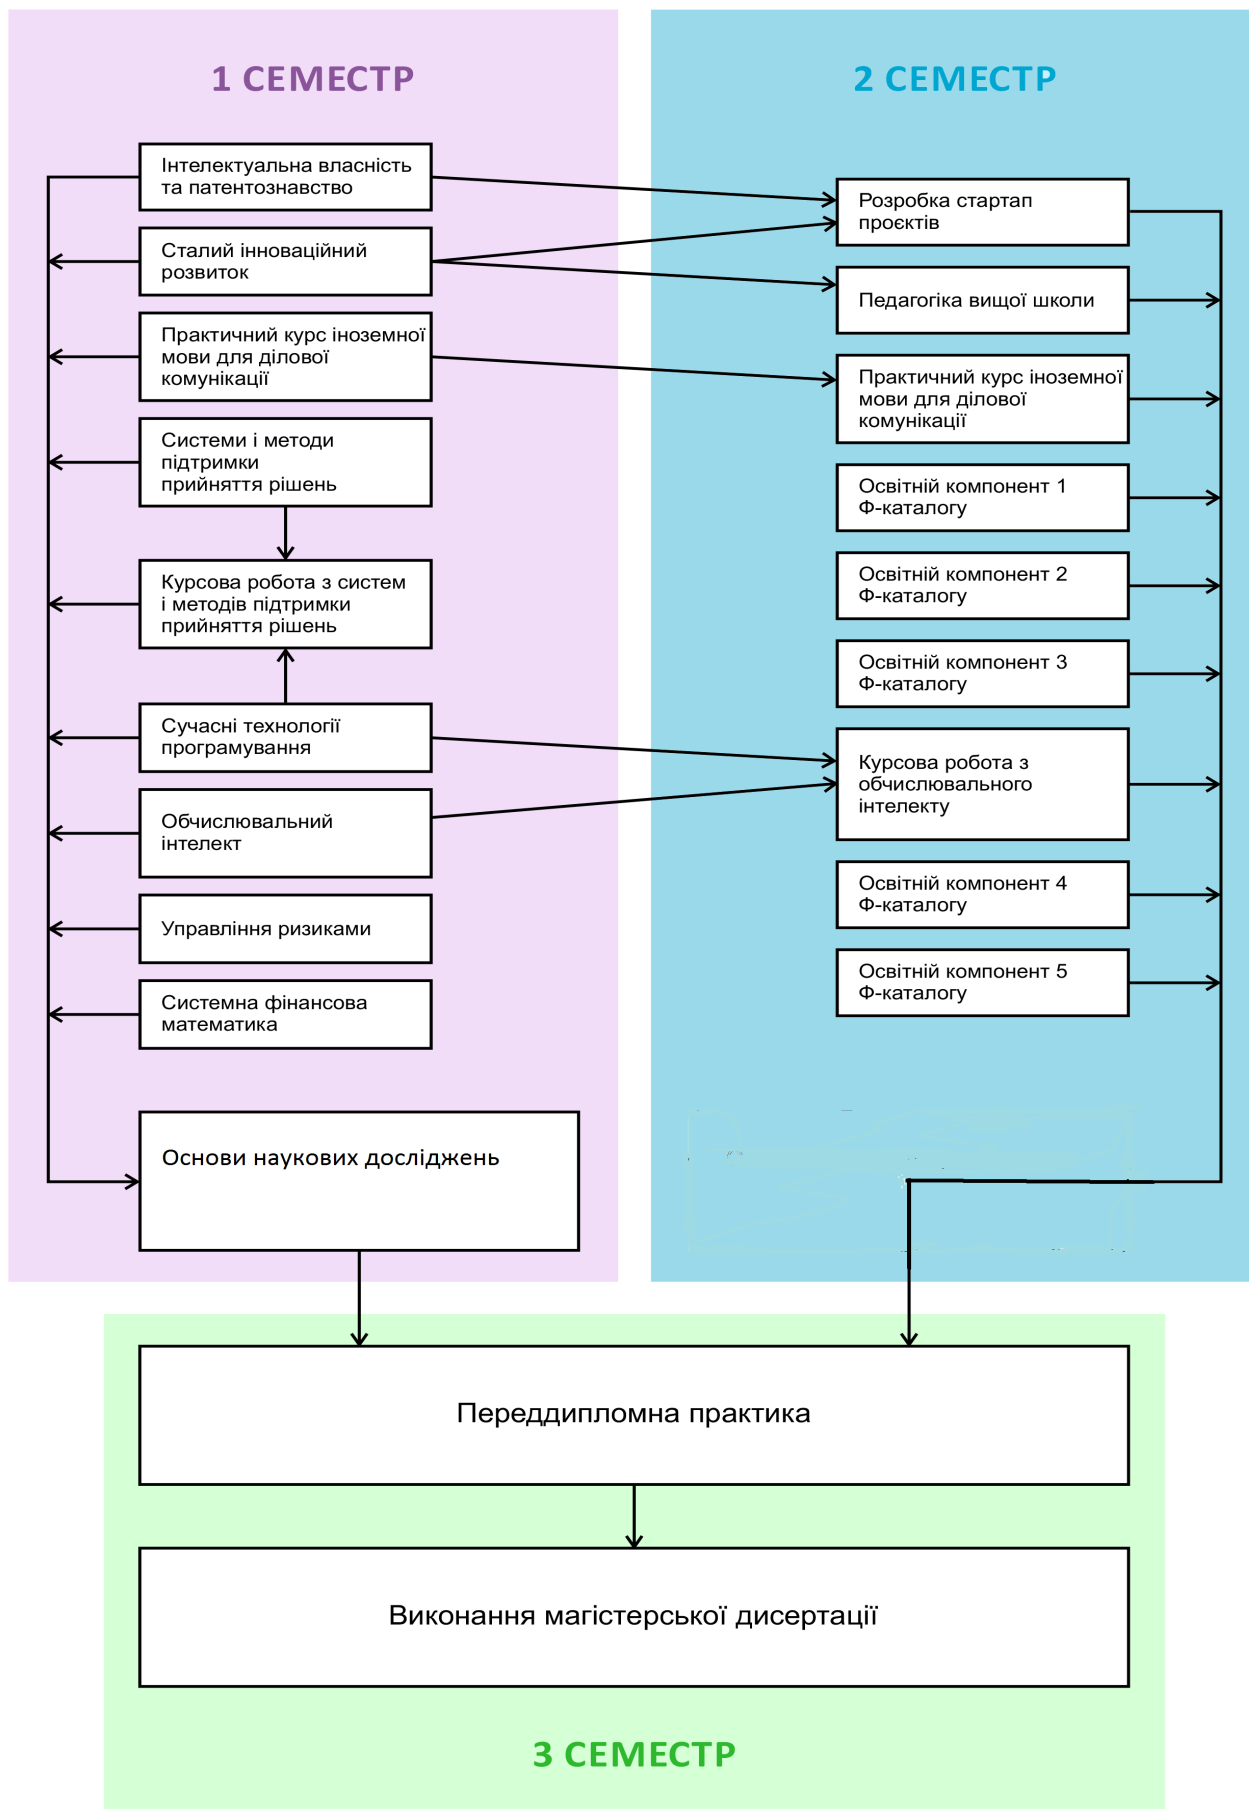 1 СЕМЕСТР
Інтелектуальна власність
та патентознавство
Сталий інноваційний
розвиток
Практичний курс іноземної
мови для ділової
комунікації
Системи і методи
підтримки
прийняття рішень
Курсова робота з систем
і методів підтримки
прийняття рішень
Сучасні технології
програмування
Обчислювальний
інтелект
Управління ризиками
Системна фінансова
математика
Основи наукових досліджень
2 СЕМЕСТР
Розробка стартап
проєктів
Педагогіка вищої школи
Практичний курс іноземної
мови для ділової
комунікації
Освітній компонент 1
Ф-каталогу
Освітній компонент 2
Ф-каталогу
Освітній компонент 3
Ф-каталогу
Курсова робота з
обчислювального
інтелекту
Освітній компонент 4
Ф-каталогу
Освітній компонент 5
Ф-каталогу
Переддипломна практика
Виконання магістерської дисертації
3 СЕМЕСТР